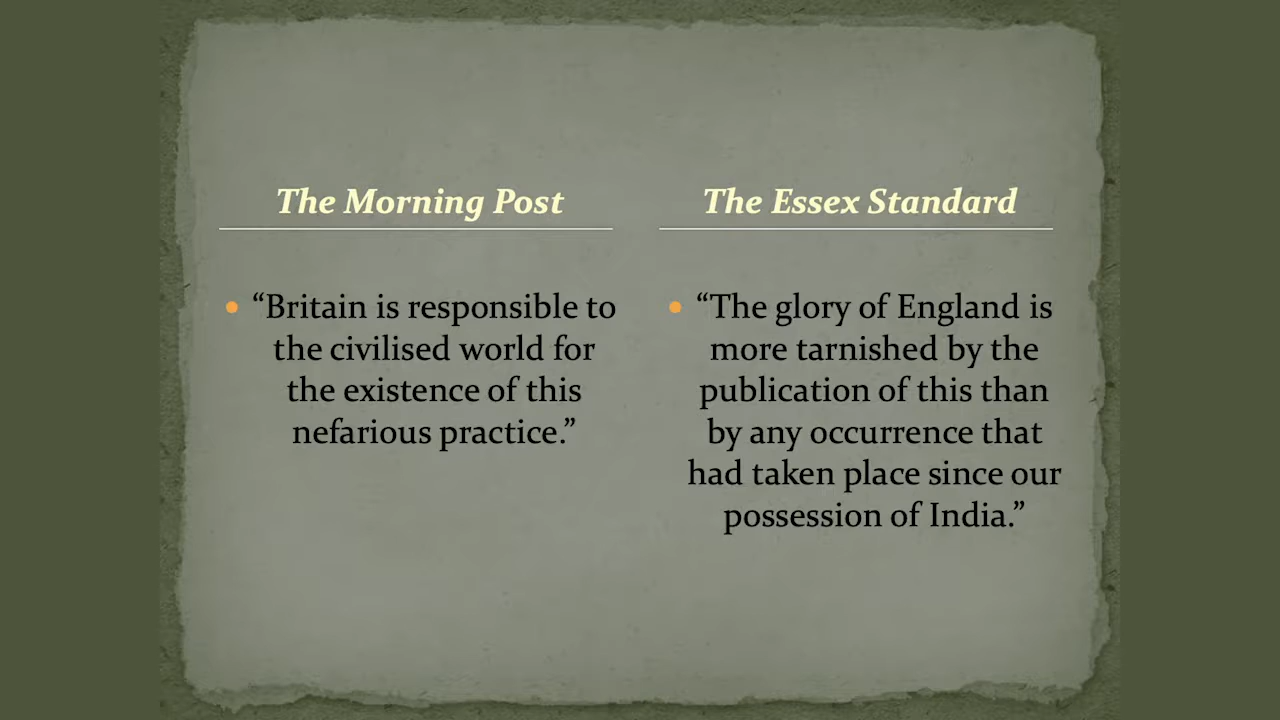 The Morning Post
“Britain is responsible to
the civilised world for
the existence of this
nefarious practice.”
The Essex Standard
“The glory of England is
more tarnished by the
publication of this than
by any occurrence that
had taken place since our
possession of India.”